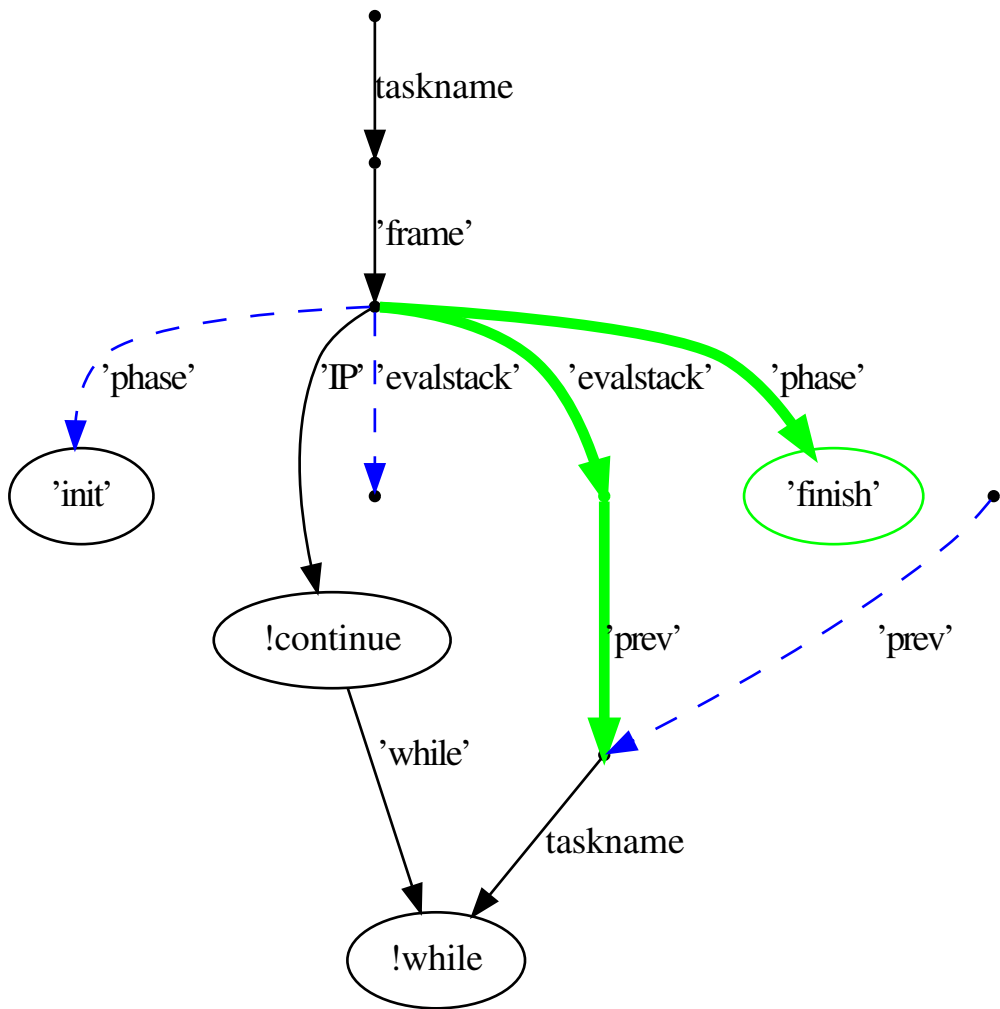 taskname
’frame’
’phase’
’IP’
’evalstack’
’evalstack’
’phase’
’init’
’finish’
!continue
’prev’
’prev’
’while’
taskname
!while